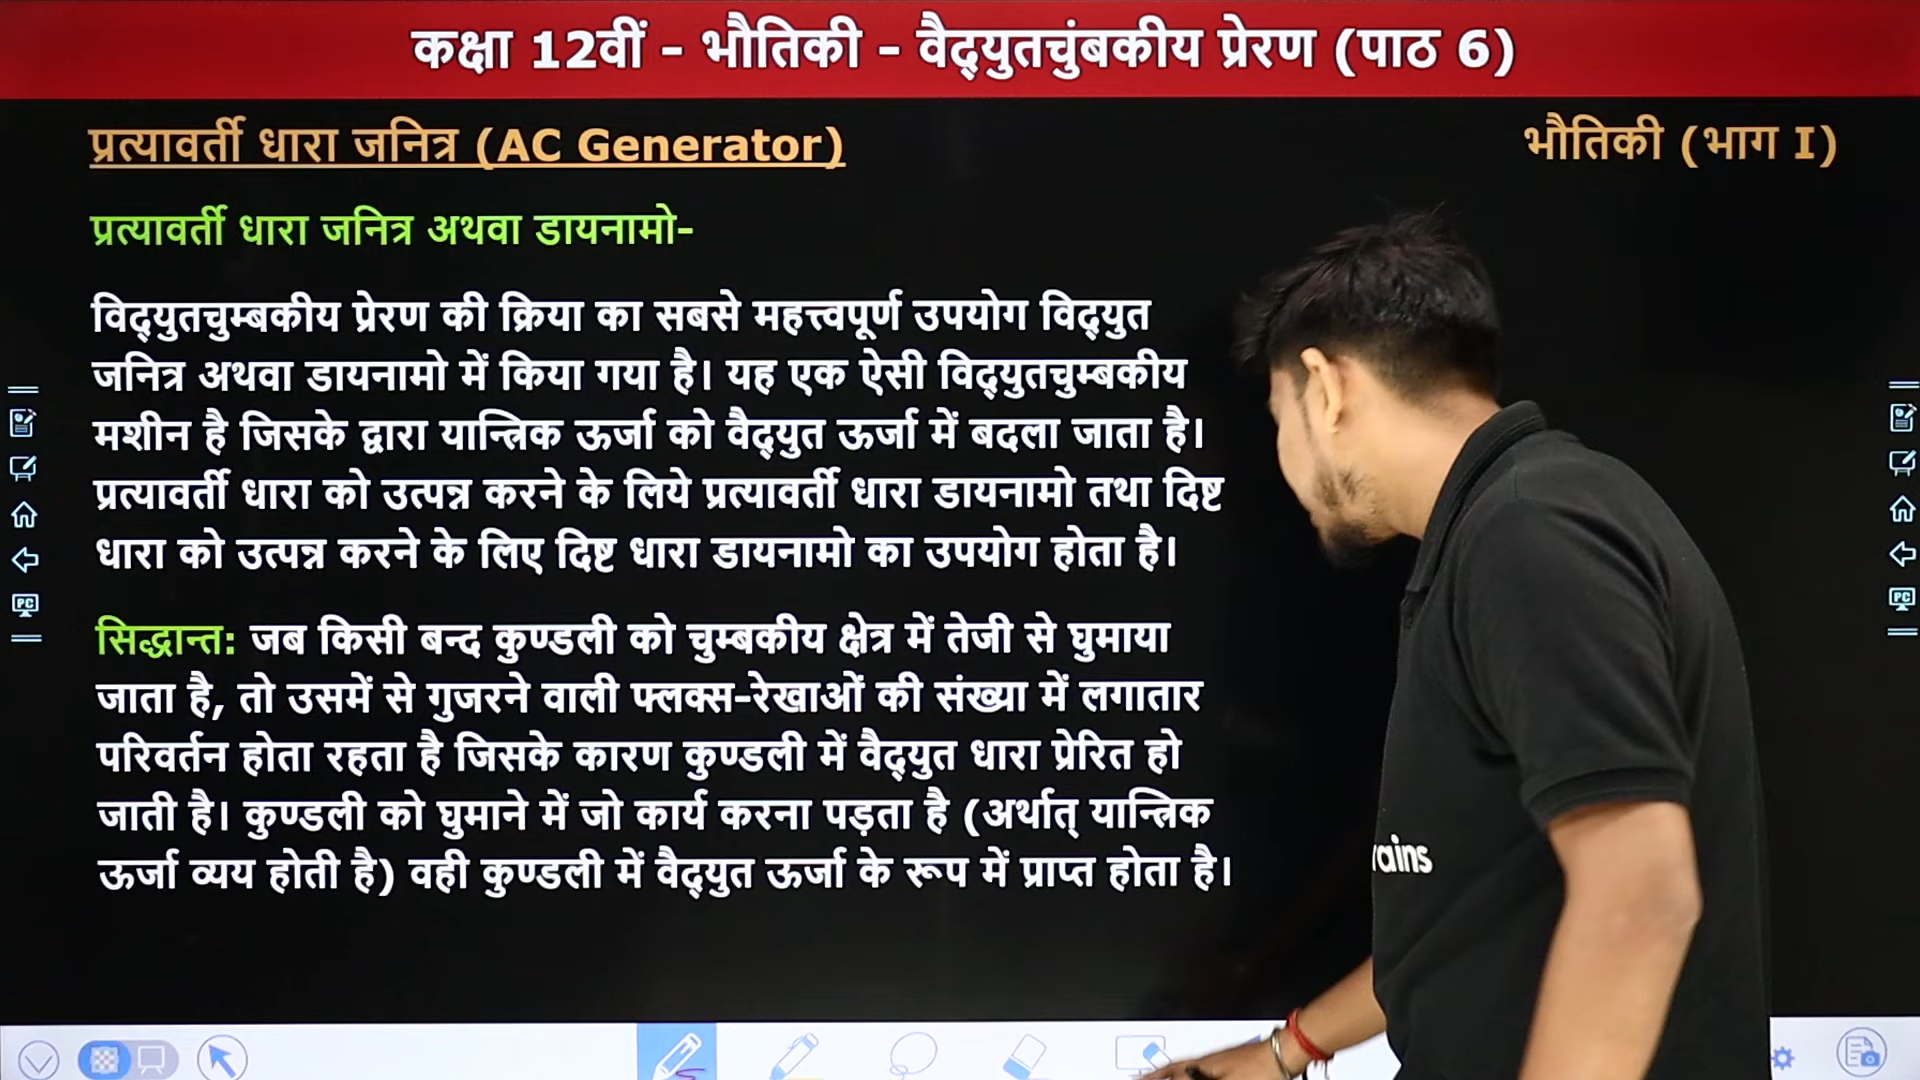 कक्षा 12वीं - भौतिकी - वैद्युतचुंबकीय प्रेरण (पाठ 6)
प्रत्यावर्ती धारा जनित्र (AC Generator)
भौतिकी (भाग I)
प्रत्यावर्ती धारा जनित्र अथवा डायनामो-
विद्युतचुम्बकीय प्रेरण की क्रिया का सबसे महत्त्वपूर्ण उपयोग विद्युत
जनित्र अथवा डायनामो में किया गया है। यह एक ऐसी विद्युतचुम्बकीय
मशीन है जिसके द्वारा यान्त्रिक ऊर्जा को वैद्युत ऊर्जा में बदला जाता है।
प्रत्यावर्ती धारा को उत्पन्न करने के लिये प्रत्यावर्ती धारा डायनामो तथा दिष्ट
धारा को उत्पन्न करने के लिए दिष्ट धारा डायनामो का उपयोग होता है।
सिद्धान्त: जब किसी बन्द कुण्डली को चुम्बकीय क्षेत्र में तेजी से घुमाया
जाता है, तो उसमें से गुजरने वाली फ्लक्स-रेखाओं की संख्या में लगातार
परिवर्तन होता रहता है जिसके कारण कुण्डली में वैद्युत धारा प्रेरित हो
जाती है। कुण्डली को घुमाने में जो कार्य करना पड़ता है (अर्थात् यान्त्रिक
ऊर्जा व्यय होती है) वही कुण्डली में वैद्युत ऊर्जा के रूप में प्राप्त होता है।
PC
PC